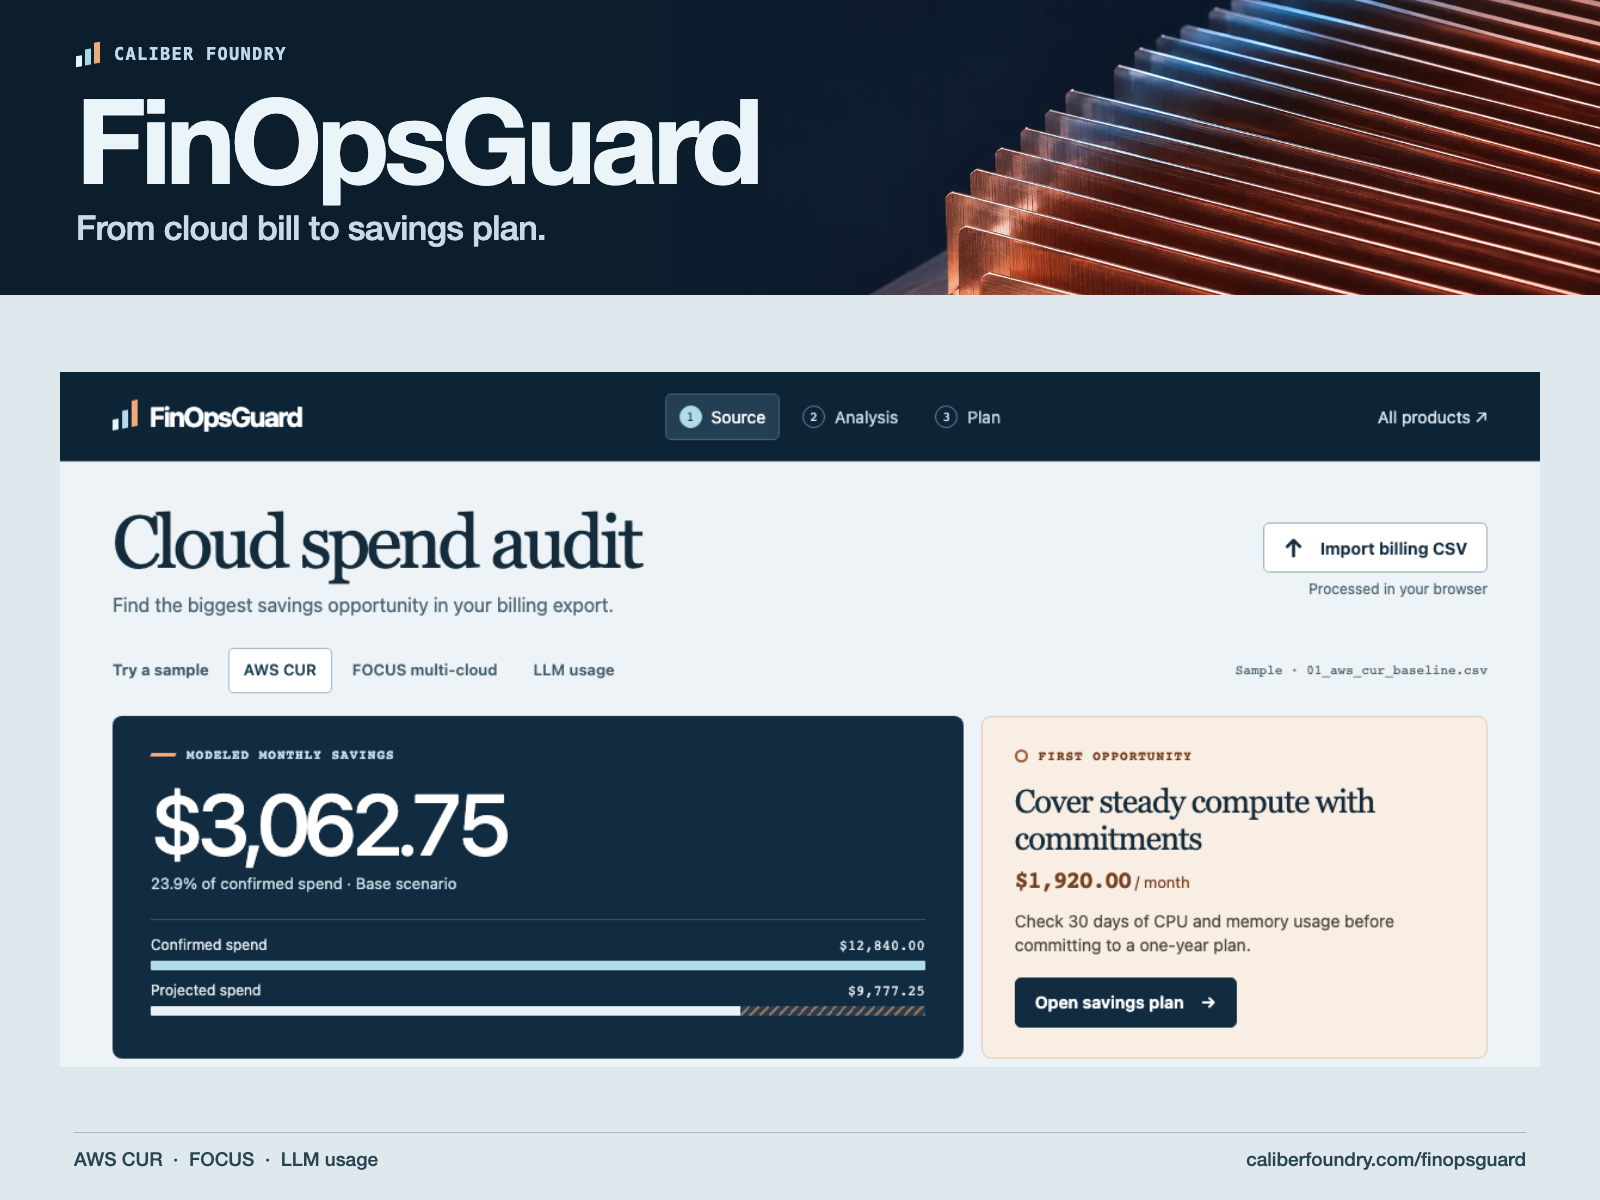 CALIBER FOUNDRY
FinOpsGuard
From cloud bill to savings plan.
FinOpsGuard
1 Source
2 Analysis
3 Plan
All products ↗
Cloud spend audit
Find the biggest savings opportunity in your billing export.
↑ Import billing CSV
Processed in your browser
Try a sample
AWS CUR
FOCUS multi-cloud
LLM usage
Sample · 01_aws_cur_baseline.csv
MODELED MONTHLY SAVINGS
$3,062.75
23.9% of confirmed spend · Base scenario
Confirmed spend $12,840.00
Projected spend $9,777.25
FIRST OPPORTUNITY
Cover steady compute with
commitments
$1,920.00 / month
Check 30 days of CPU and memory usage before
committing to a one-year plan.
Open savings plan →
AWS CUR · FOCUS · LLM usage
caliberfoundry.com/finopsguard